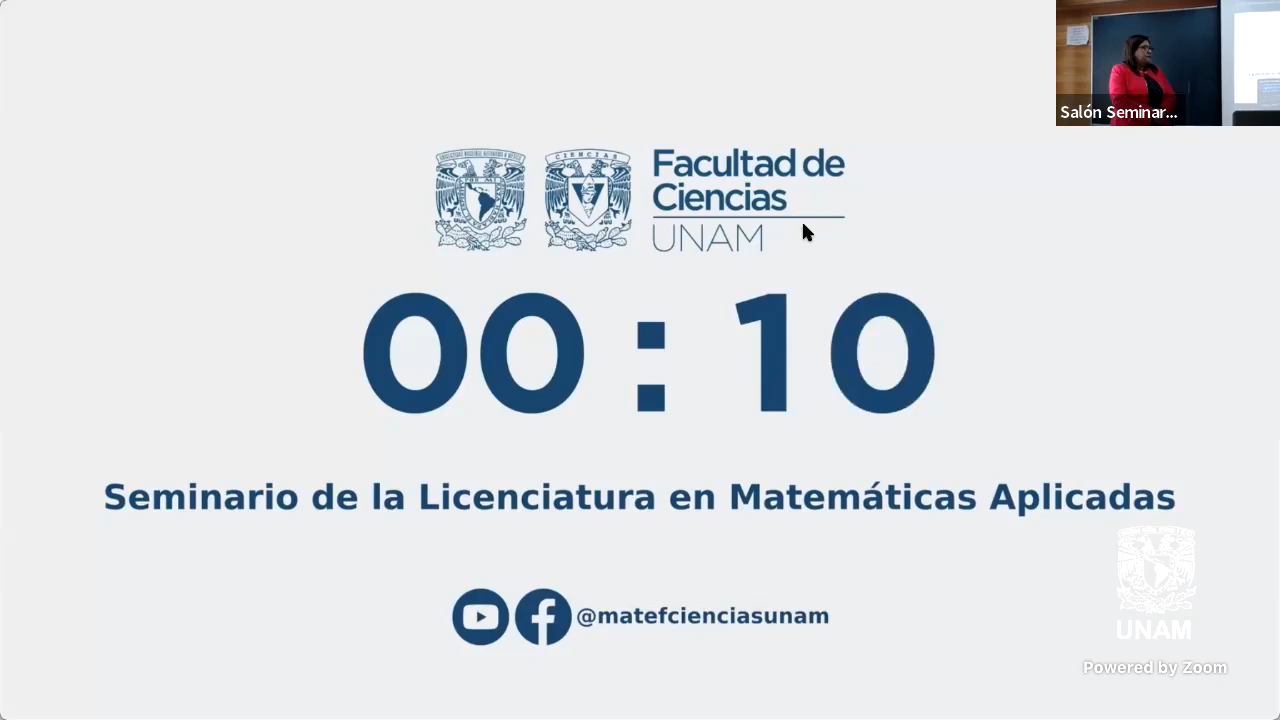 Salón Seminar...
CIENCIAS
Facultad de
Ciencias
UNAM
00:10
Seminario de la Licenciatura en Matemáticas Aplicadas
@matefcienciasunam
UNAM
Powered by Zoom